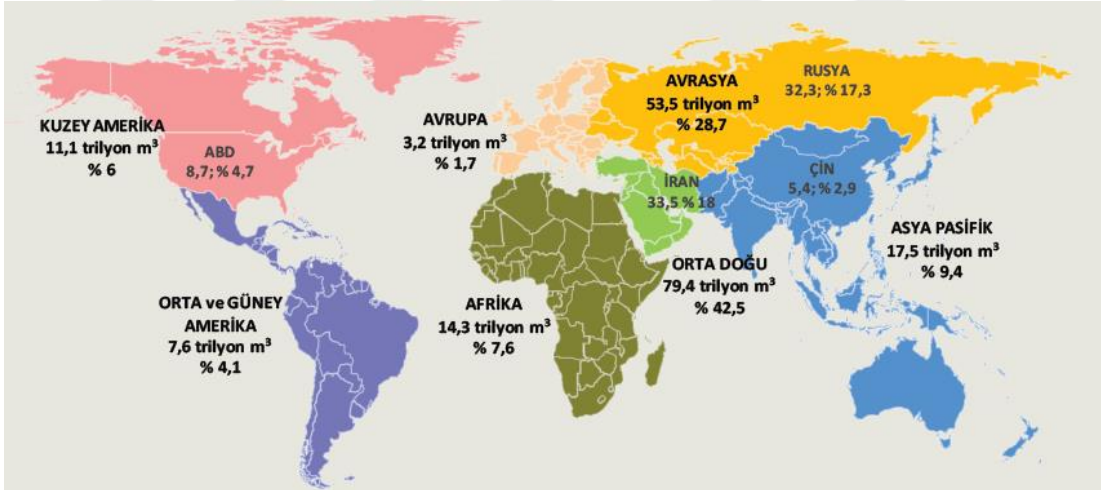 KUZEY AMERİKA
11,1 trilyon m³
% 6
ABD
8,7; % 4,7
ORTA ve GÜNEY
AMERİKA
7,6 trilyon m³
% 4,1
AVRUPA
3,2 trilyon m³
% 1,7
AFRİKA
14,3 trilyon m³
% 7,6
AVRASYA
53,5 trilyon m³
% 28,7
RUSYA
32,3; % 17,3
İRAN
33,5 % 18
ORTA DOĞU
79,4 trilyon m³
% 42,5
ÇİN
5,4; % 2,9
ASYA PASİFİK
17,5 trilyon m³
% 9,4